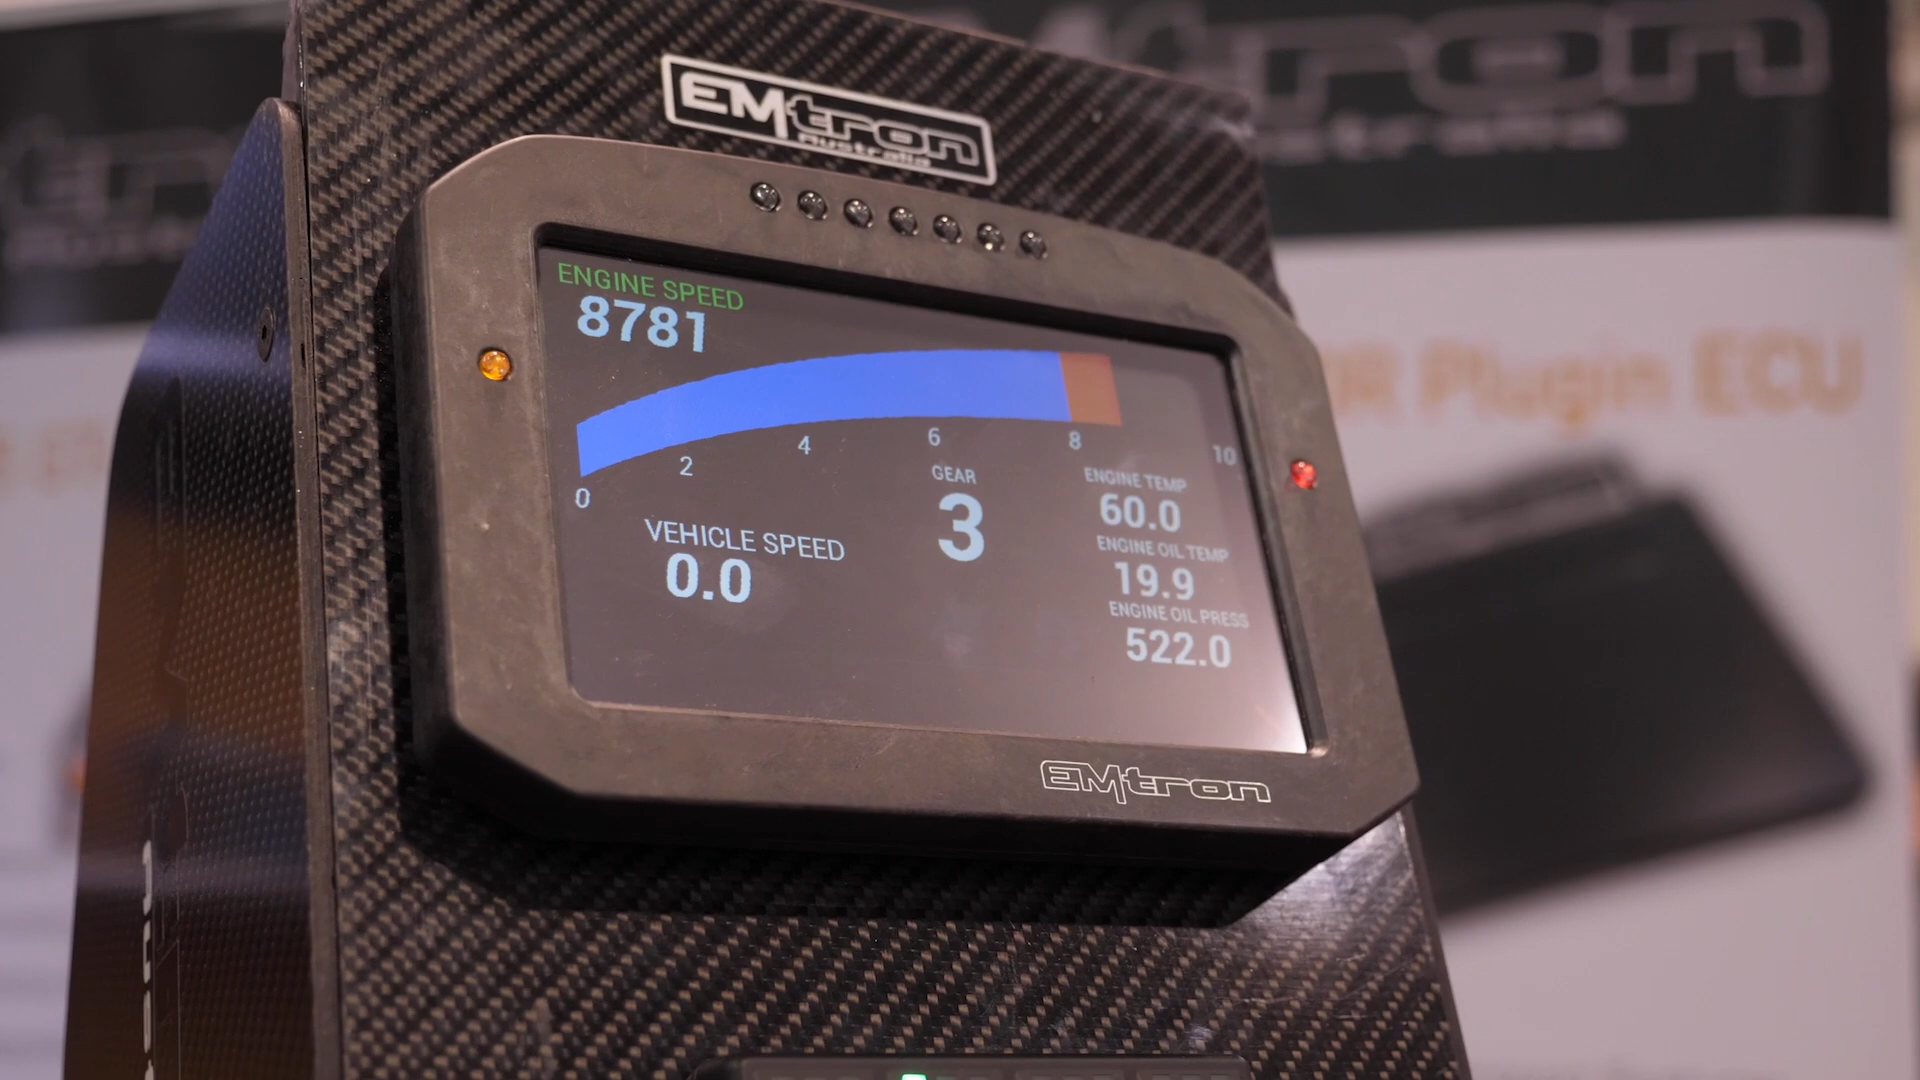 EMtron
Australia
ENGINE SPEED
8781
0 2 4 6 8 10
GEAR
3
VEHICLE SPEED
0.0
ENGINE TEMP
60.0
ENGINE OIL TEMP
19.9
ENGINE OIL PRESS
522.0
EMtron
Plugin ECU